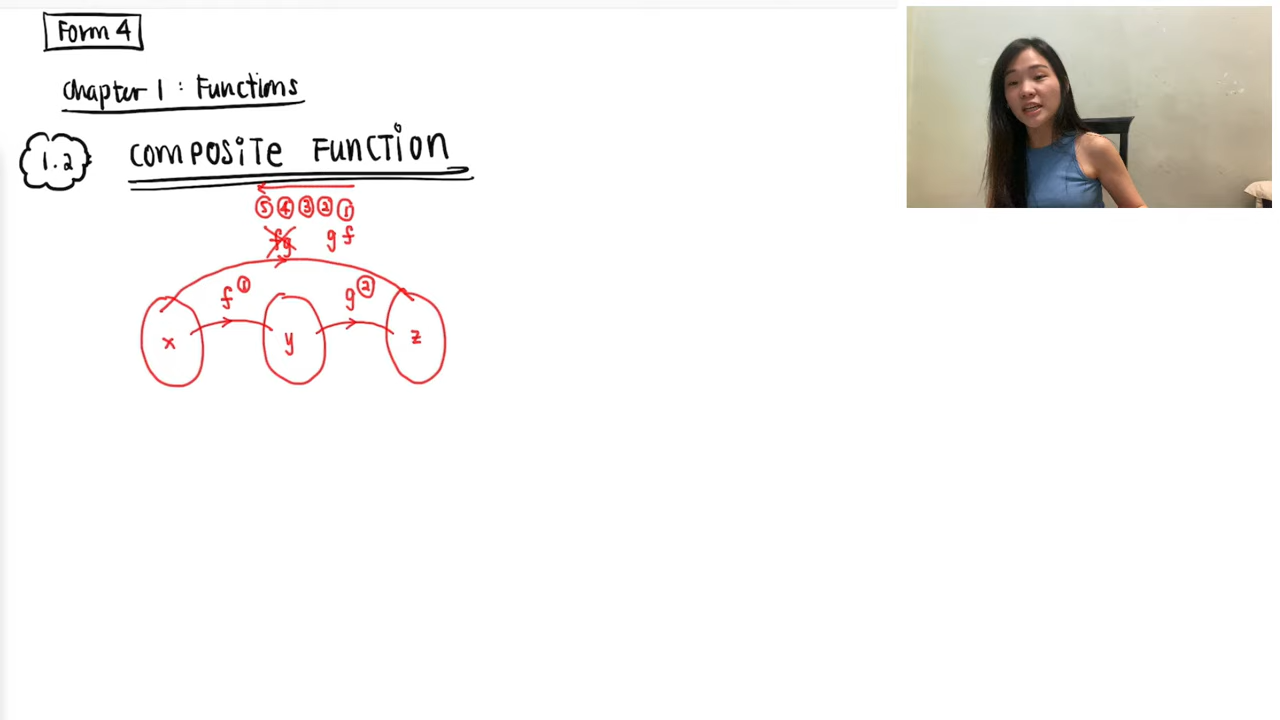 Form 4
Chapter 1 : Functions
1.2 COMPOSITE FUNCTION
5 4 3 2 1
fg gf
f 1 g 2
x y z